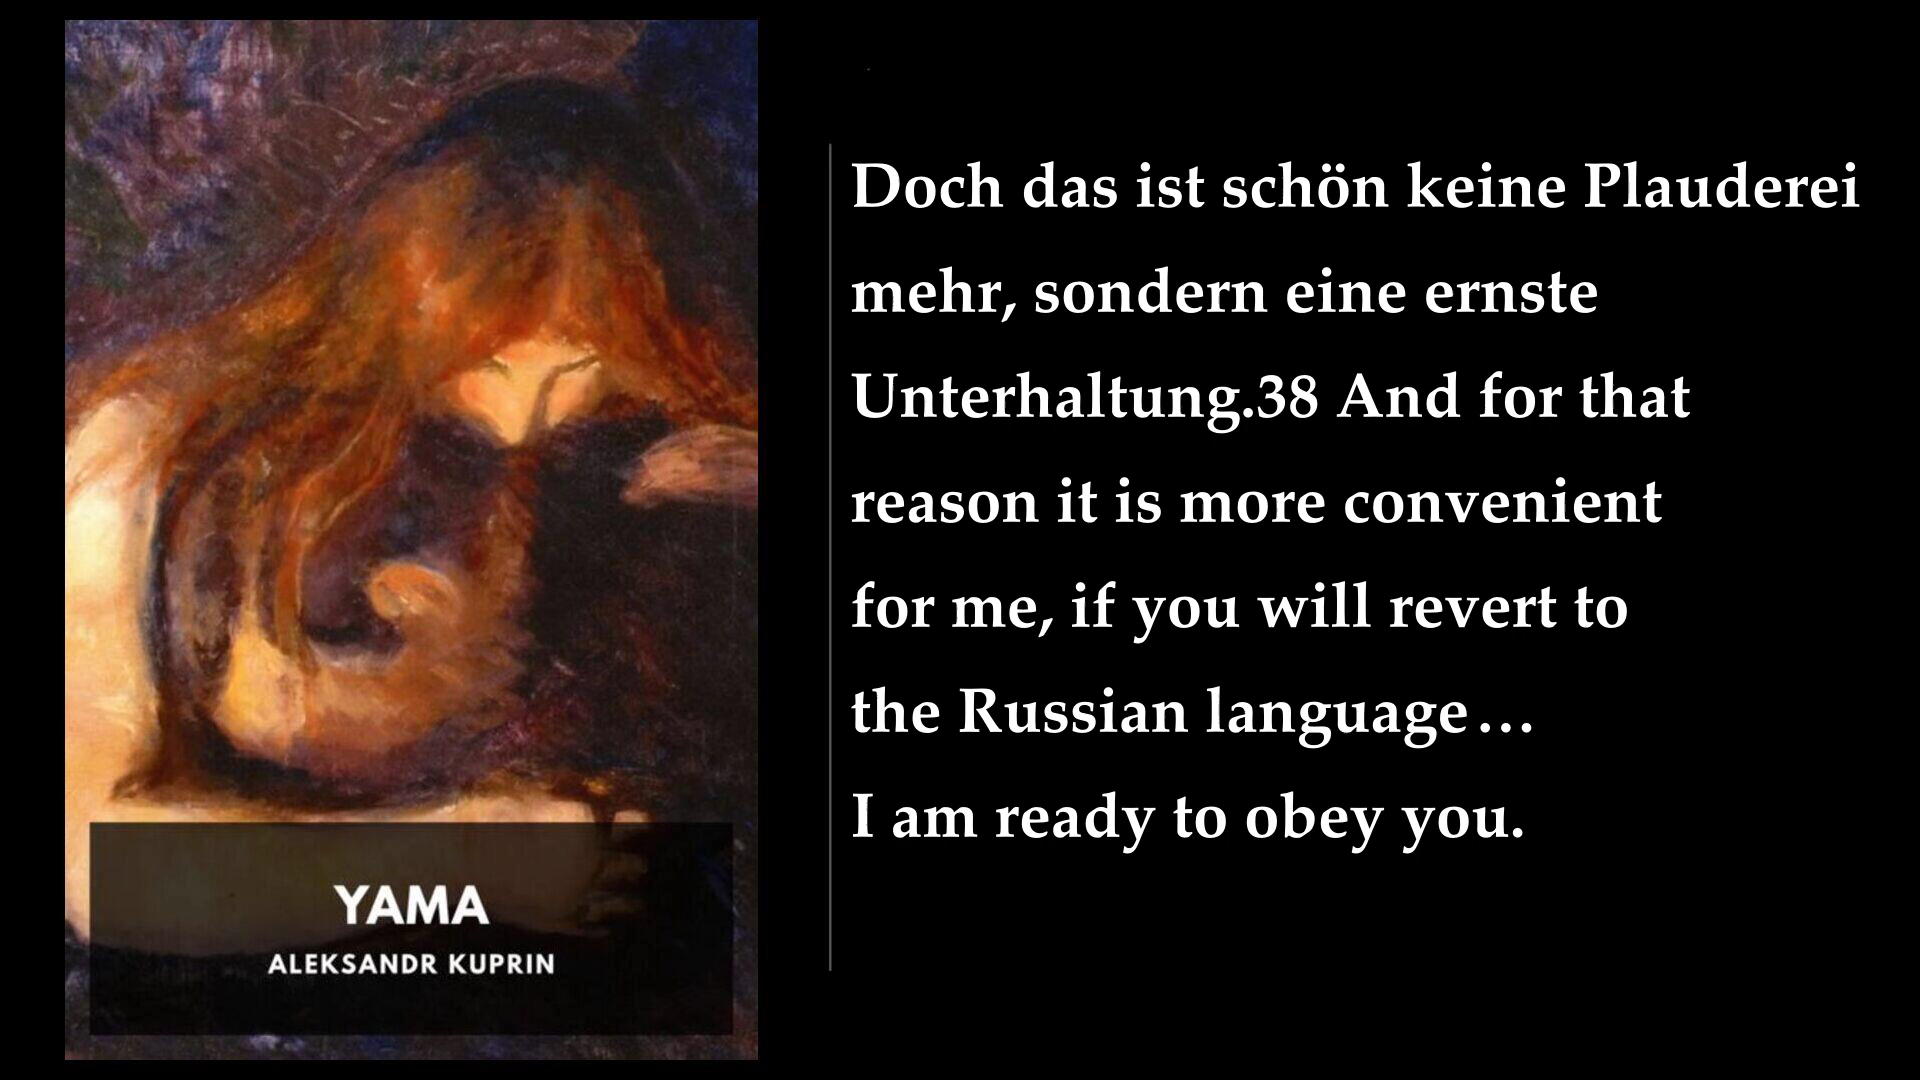 YAMA
ALEKSANDR KUPRIN
Doch das ist schön keine Plauderei
mehr, sondern eine ernste
Unterhaltung.38 And for that
reason it is more convenient
for me, if you will revert to
the Russian language…
I am ready to obey you.